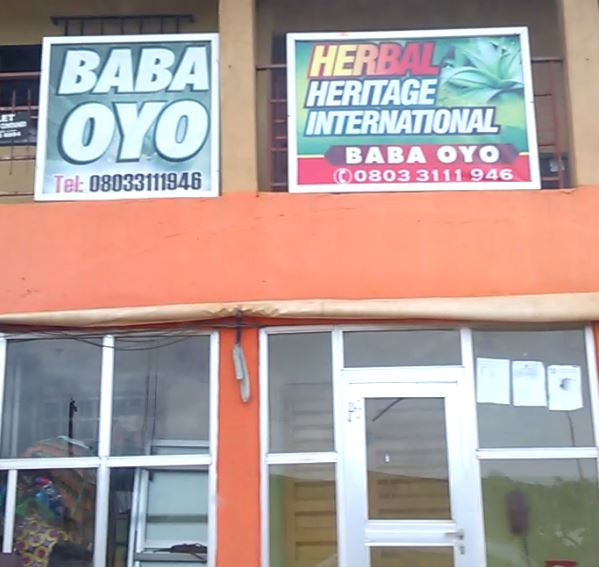 BABA
OYO
Tel: 08033111946
HERBAL
HERITAGE
INTERNATIONAL
BABA OYO
0803 3111 946